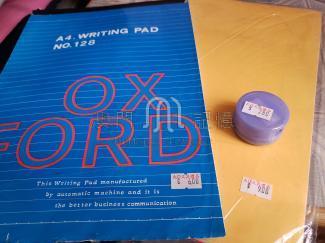 A4. WRITING PAD
NO. 128
OX
FORD
This Writing Pad manufactured
by automatic machine and it is
the better business communication